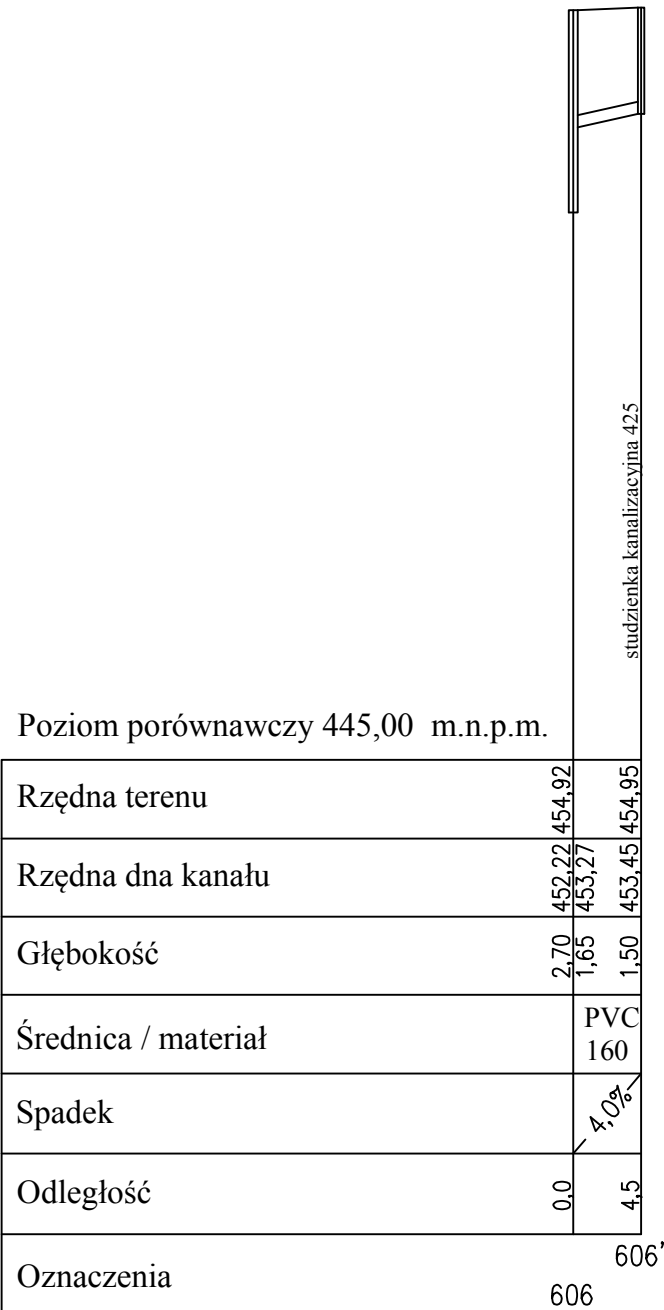 studzienka kanalizacyjna 425
Poziom porównawczy 445,00 m.n.p.m.
Rzędna terenu 454,92 454,95
Rzędna dna kanału 452,22 453,27 453,45
Głębokość 2,70 1,65 1,50
Średnica / materiał PVC
160
Spadek 4,0%
Odległość 0,0 4,5
606'
Oznaczenia
606